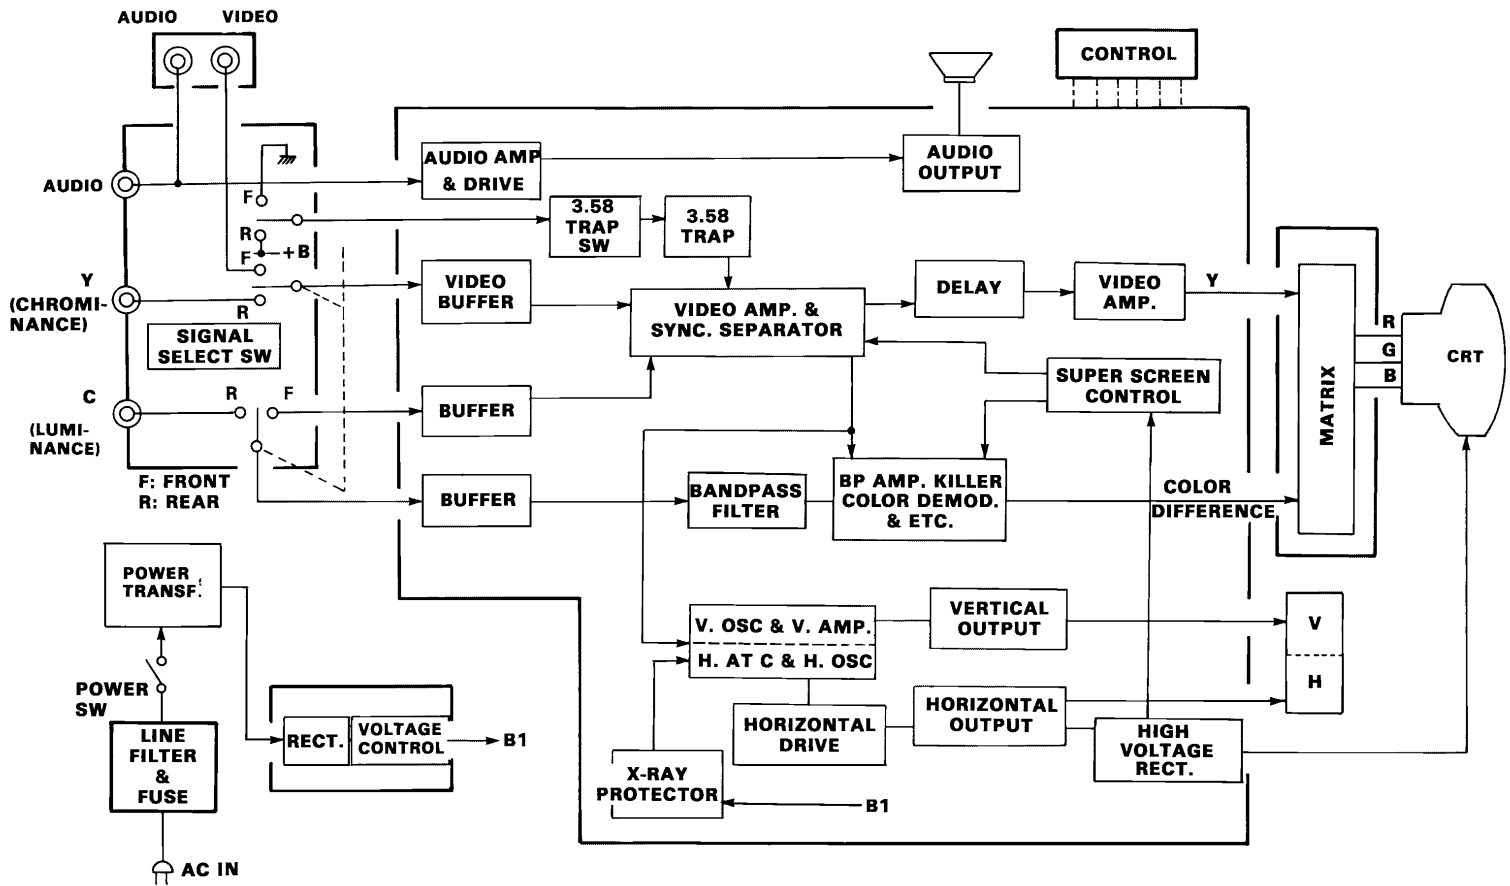 AUDIO
VIDEO
CONTROL
AUDIO AMP
& DRIVE
AUDIO
OUTPUT
AUDIO
F
3.58
TRAP
SW
3.58
TRAP
R
+B
F
Y
(CHROMI-
NANCE)
R
SIGNAL
SELECT SW
VIDEO
BUFFER
VIDEO AMP. &
SYNC. SEPARATOR
DELAY
VIDEO
AMP.
Y
R
G
B
CRT
MATRIX
SUPER SCREEN
CONTROL
C
(LUMI-
NANCE)
R
F
BUFFER
F: FRONT
R: REAR
BUFFER
BANDPASS
FILTER
BP AMP. KILLER
COLOR DEMOD.
& ETC.
COLOR
DIFFERENCE
POWER
TRANSF.
POWER
SW
LINE
FILTER
&
FUSE
AC IN
RECT.
VOLTAGE
CONTROL
B1
V. OSC & V. AMP.
H. AT C & H. OSC
VERTICAL
OUTPUT
V
H
HORIZONTAL
DRIVE
HORIZONTAL
OUTPUT
HIGH
VOLTAGE
RECT.
X-RAY
PROTECTOR
B1